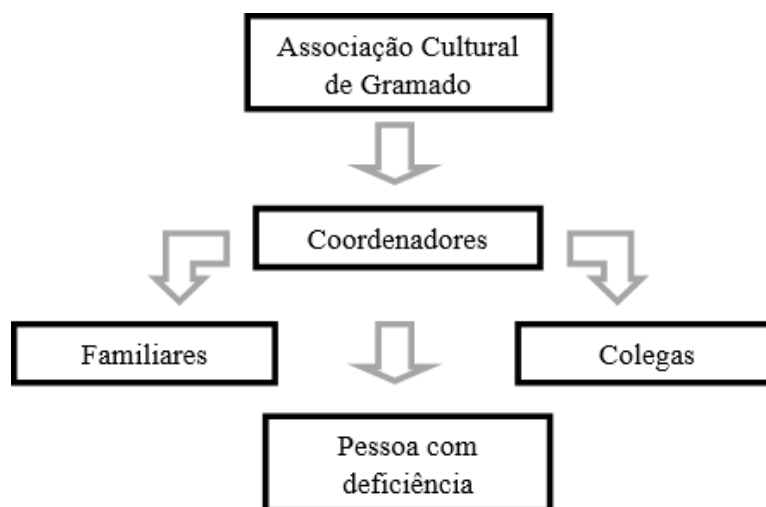 Associação Cultural
de Gramado
Coordenadores
Familiares
Colegas
Pessoa com
deficiência